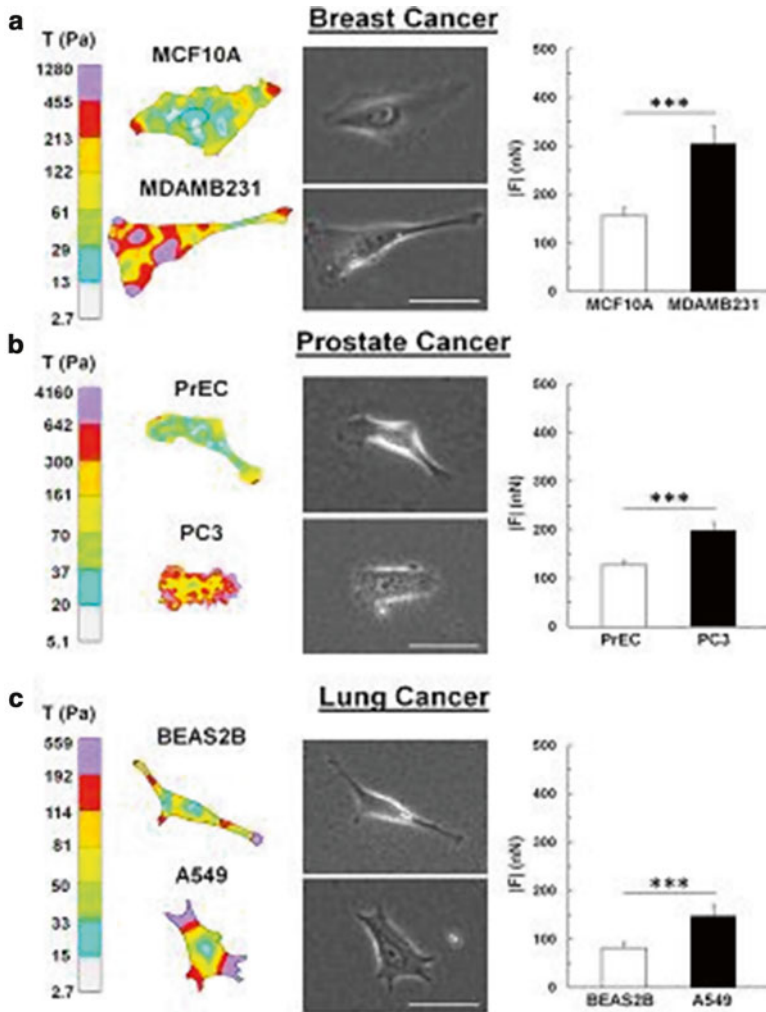 a
Breast Cancer
T (Pa)
1280
455
213
122
61
29
13
2.7
MCF10A
MDAMB231
|F| (nN)
500
400
300
200
100
0
***
MCF10A MDAMB231
b
Prostate Cancer
T (Pa)
4160
642
300
161
70
37
20
5.1
PrEC
PC3
|F| (nN)
500
400
300
200
100
0
***
PrEC PC3
c
Lung Cancer
T (Pa)
559
192
114
81
50
33
15
2.7
BEAS2B
A549
|F| (nN)
500
400
300
200
100
0
***
BEAS2B A549